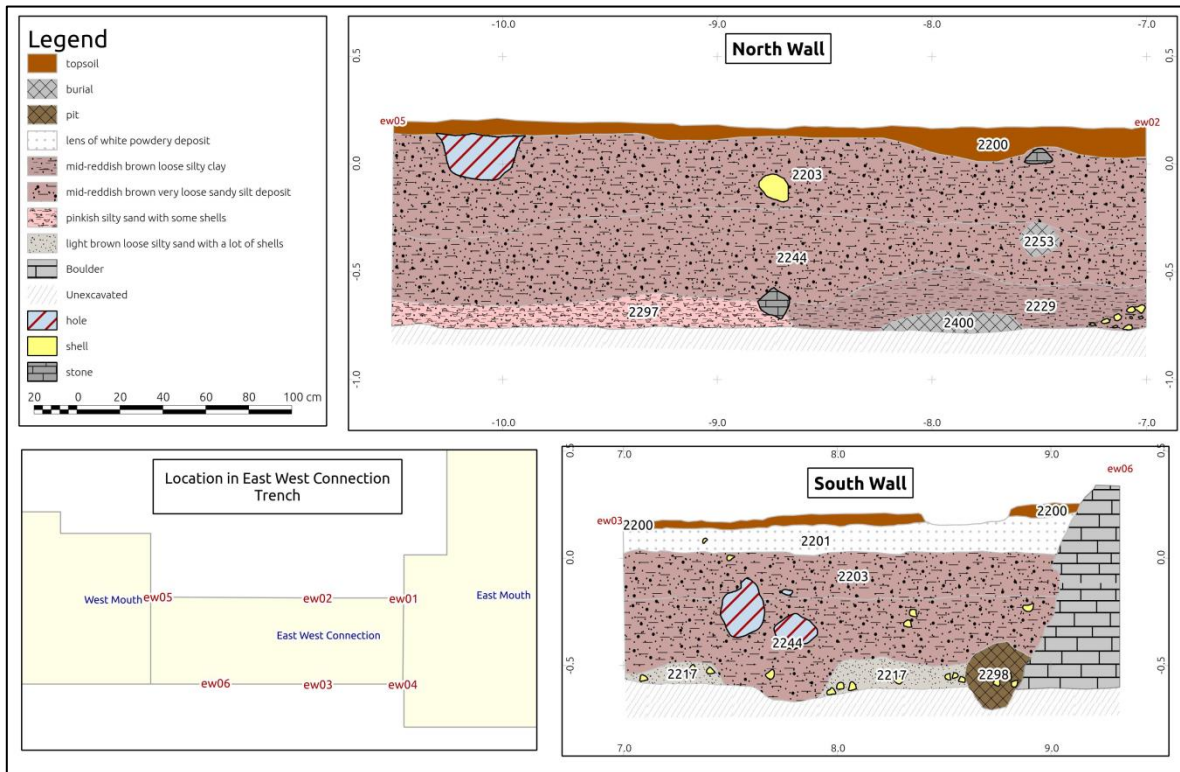 Legend
topsoil
burial
pit
lens of white powdery deposit
mid-reddish brown loose silty clay
mid-reddish brown very loose sandy silt deposit
pinkish silty sand with some shells
light brown loose silty sand with a lot of shells
Boulder
Unexcavated
hole
shell
stone
20 0 20 40 60 80 100 cm
-10.0 -9.0 -8.0 -7.0
North Wall
0.5 0.5
ew05 ew02
2200
0.0 0.0
2203
2253
2244
-0.5 -0.5
2297 2229
2400
-1.0 -1.0
-10.0 -9.0 -8.0 -7.0
Location in East West Connection
Trench
West Mouth ew05 ew02 ew01 East Mouth
East West Connection
ew06 ew03 ew04
0.5 7.0 8.0 9.0 0.5
ew06
South Wall
ew03 2200 2200
2201
0.0 0.0
2203
2244
-0.5 -0.5
2217 2217 2298
7.0 8.0 9.0